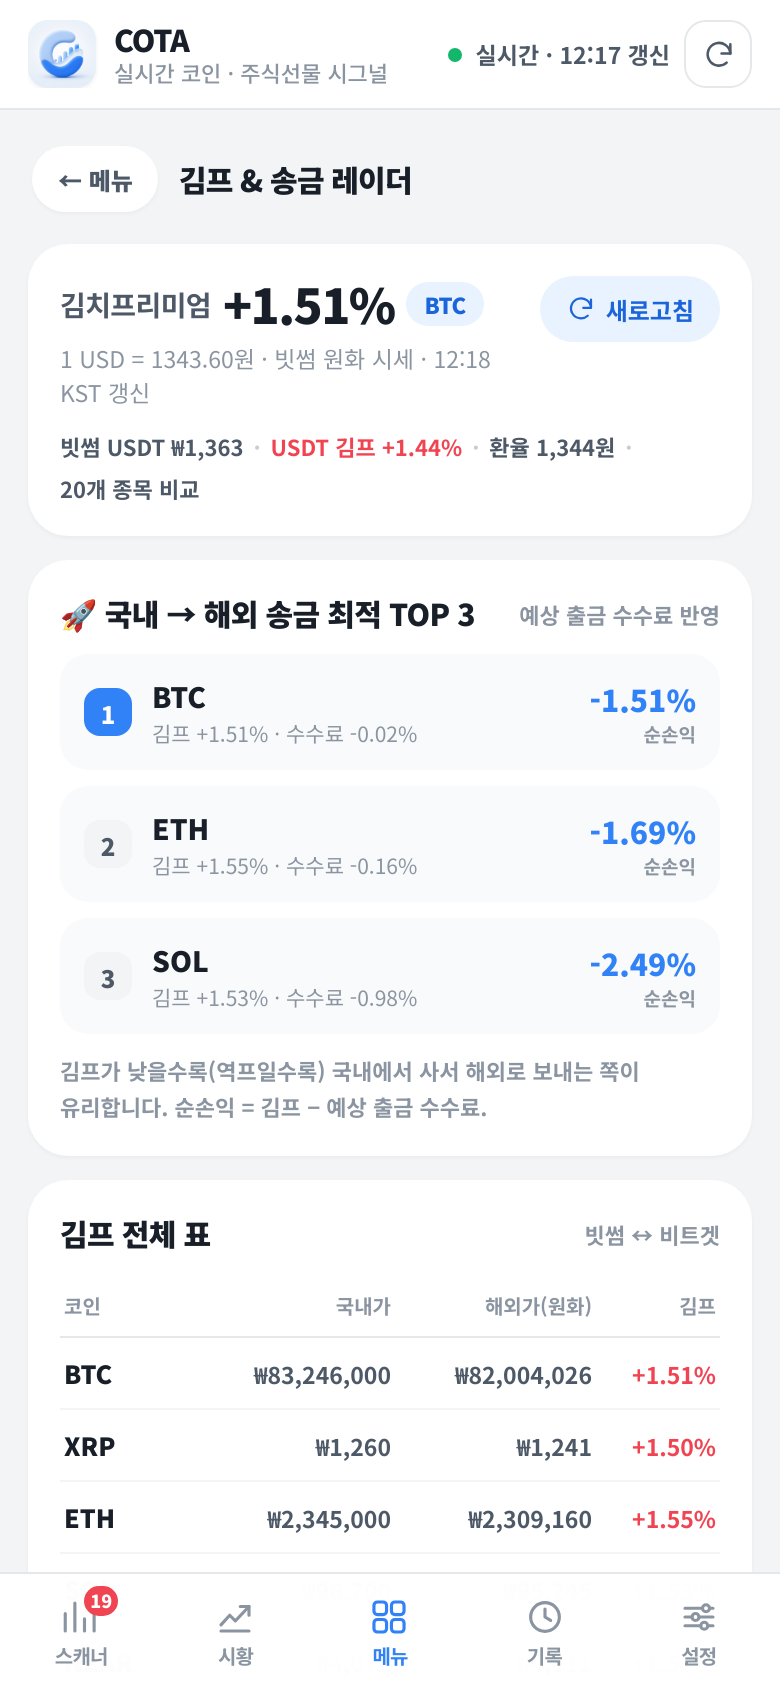 COTA
실시간 코인 · 주식선물 시그널
실시간 · 12:17 갱신
← 메뉴
김프 & 송금 레이더
김치프리미엄 +1.51% BTC
새로고침
1 USD = 1343.60원 · 빗썸 원화 시세 · 12:18
KST 갱신
빗썸 USDT ₩1,363 · USDT 김프 +1.44% · 환율 1,344원 ·
20개 종목 비교
🚀 국내 → 해외 송금 최적 TOP 3
예상 출금 수수료 반영
1 BTC -1.51%
김프 +1.51% · 수수료 -0.02% 순손익
2 ETH -1.69%
김프 +1.55% · 수수료 -0.16% 순손익
3 SOL -2.49%
김프 +1.53% · 수수료 -0.98% 순손익
김프가 낮을수록(역프일수록) 국내에서 사서 해외로 보내는 쪽이
유리합니다. 순손익 = 김프 − 예상 출금 수수료.
김프 전체 표
빗썸 ↔ 비트겟
코인 국내가 해외가(원화) 김프
BTC ₩83,246,000 ₩82,004,026 +1.51%
XRP ₩1,260 ₩1,241 +1.50%
ETH ₩2,345,000 ₩2,309,160 +1.55%
19
스캐너 시황 메뉴 기록 설정